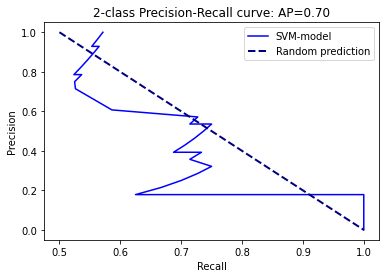 2-class Precision-Recall curve: AP=0.70
SVM-model
Random prediction
Precision
1.0
0.8
0.6
0.4
0.2
0.0
0.5 0.6 0.7 0.8 0.9 1.0
Recall